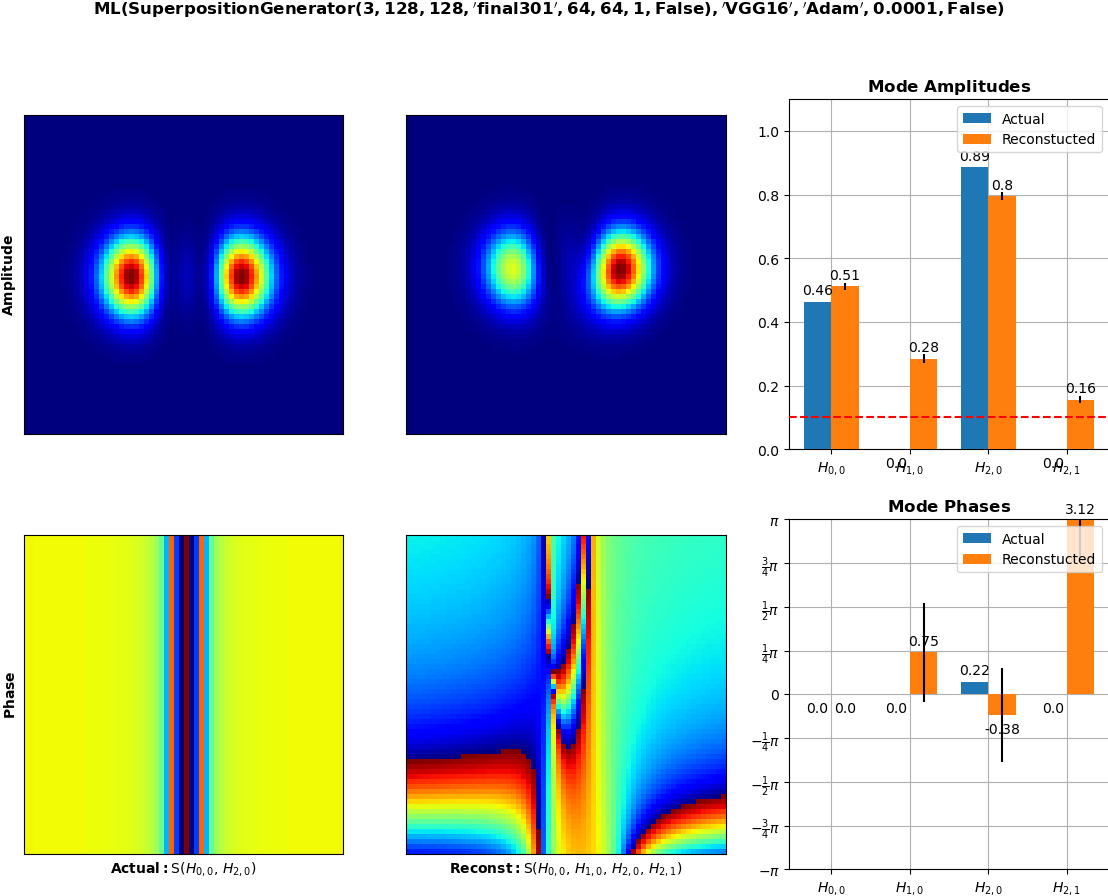 ML(SuperpositionGenerator(3, 128, 128, ′final301′, 64, 64, 1, False), ′VGG16′, ′Adam′, 0.0001, False)
Amplitude
Mode Amplitudes
Actual
Reconstucted
1.0
0.8
0.6
0.4
0.2
0.0
0.46
0.51
0.0
0.28
0.89
0.8
0.0
0.16
H0,0
H1,0
H2,0
H2,1
Phase
Actual: S(H0,0, H2,0)
Reconst: S(H0,0, H1,0, H2,0, H2,1)
Mode Phases
Actual
Reconstucted
π
3/4π
1/2π
1/4π
0
−1/4π
−1/2π
−3/4π
−π
0.0
0.0
0.0
0.75
0.22
-0.38
0.0
3.12
H0,0
H1,0
H2,0
H2,1